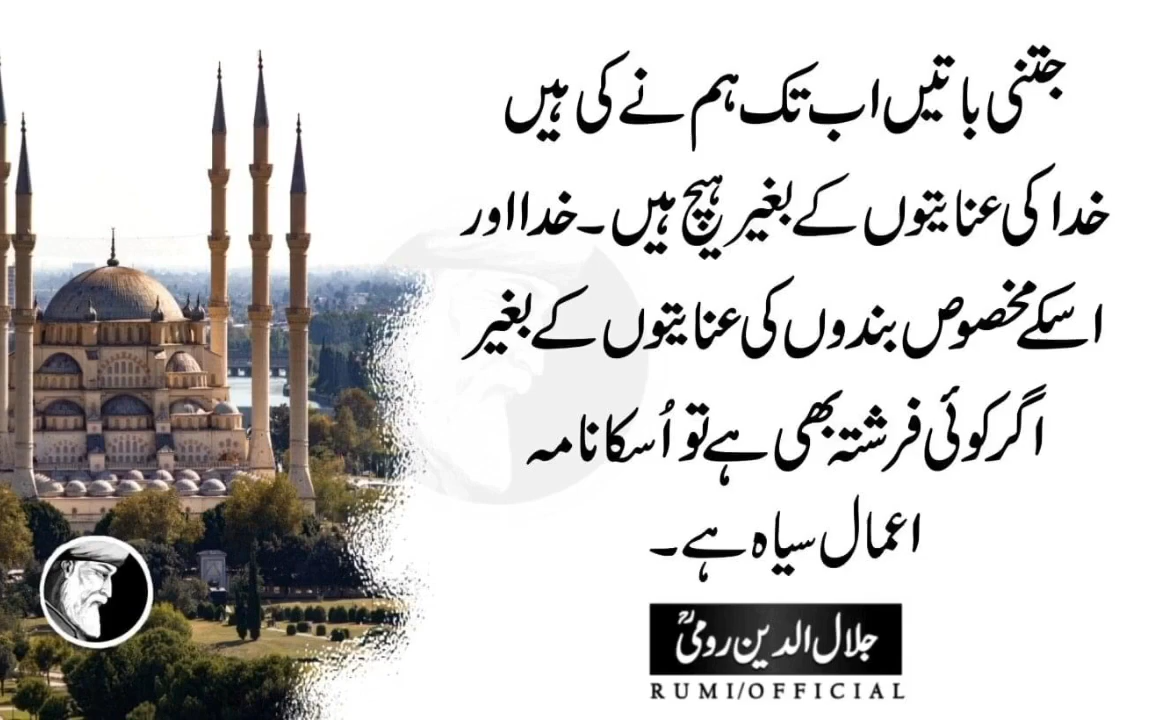 جتنی باتیں اب تک ہم نے کی ہیں
خدا کی عنایتوں کے بغیر ہیچ ہیں۔ خدا اور
اسکے مخصوص بندوں کی عنایتوں کے بغیر
اگر کوئی فرشتہ بھی ہے تو اُسکا نامہ
اعمال سیاہ ہے۔
جلال الدین رومیؒ
RUMI/OFFICIAL